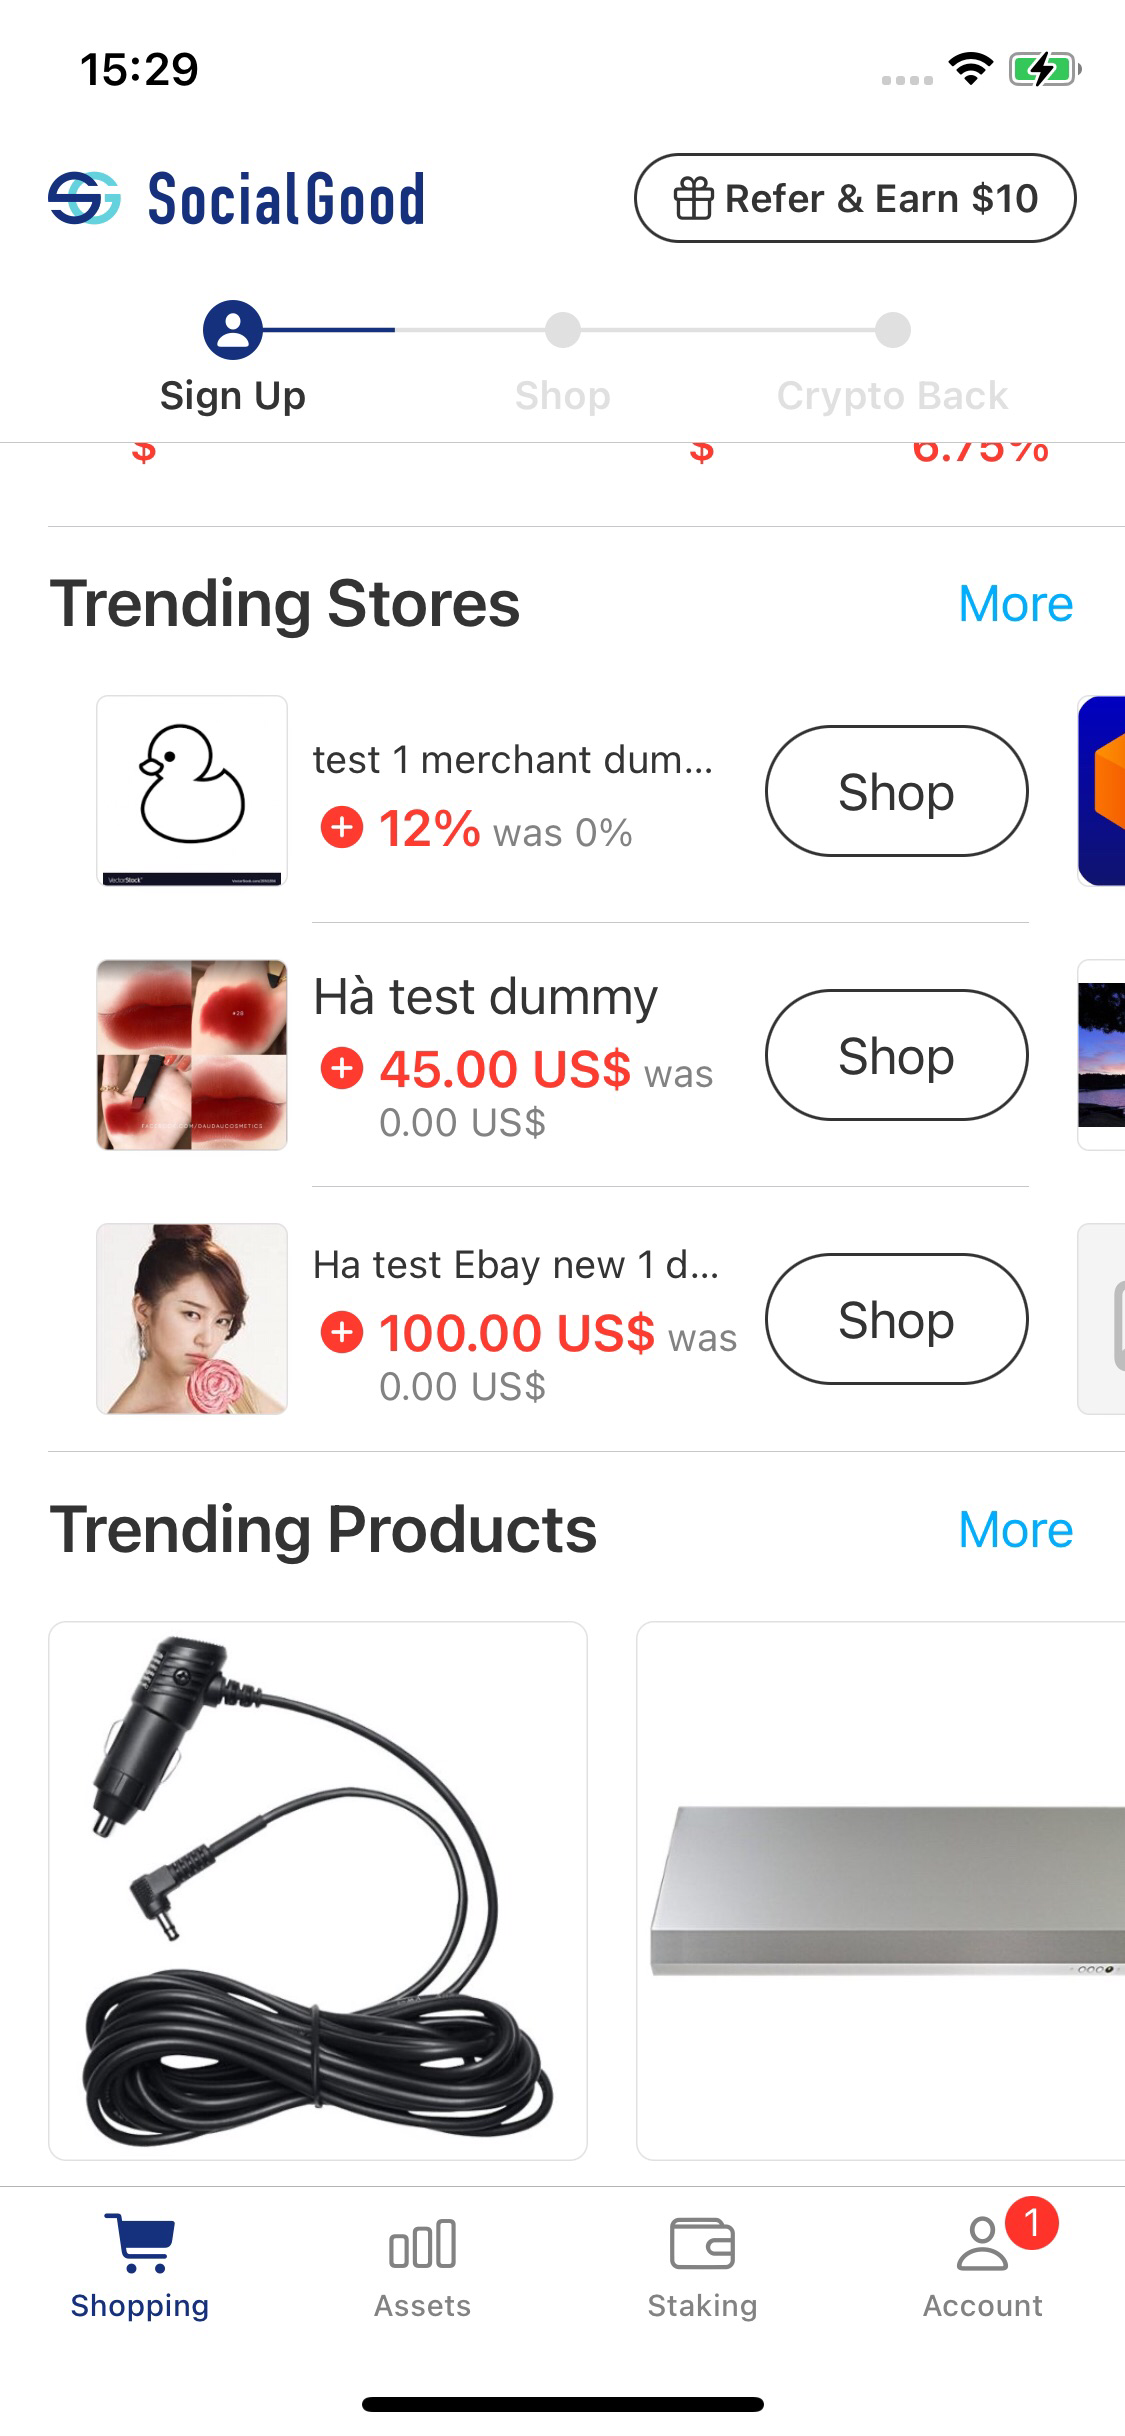 15:29
SocialGood
Refer & Earn $10
Sign Up
Shop
Crypto Back
$
$
6.75%
Trending Stores
More
test 1 merchant dum...
12% was 0%
Shop
VectorStock
Hà test dummy
45.00 US$ was
0.00 US$
Shop
#28
Ha test Ebay new 1 d...
100.00 US$ was
0.00 US$
Shop
Trending Products
More
Shopping
Assets
Staking
1
Account